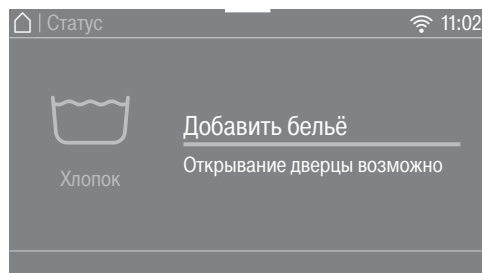 | Статус 11:02
Добавить бельё
Открывание дверцы возможно
Хлопок